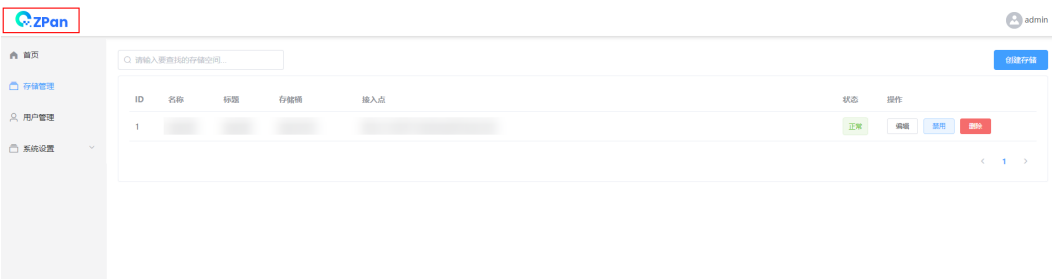 ZPan
admin
首页
存储管理
用户管理
系统设置
请输入要查找的存储空间...
创建存储
ID 名称 标题 存储桶 接入点 状态 操作
1 正常 编辑 禁用 删除
1